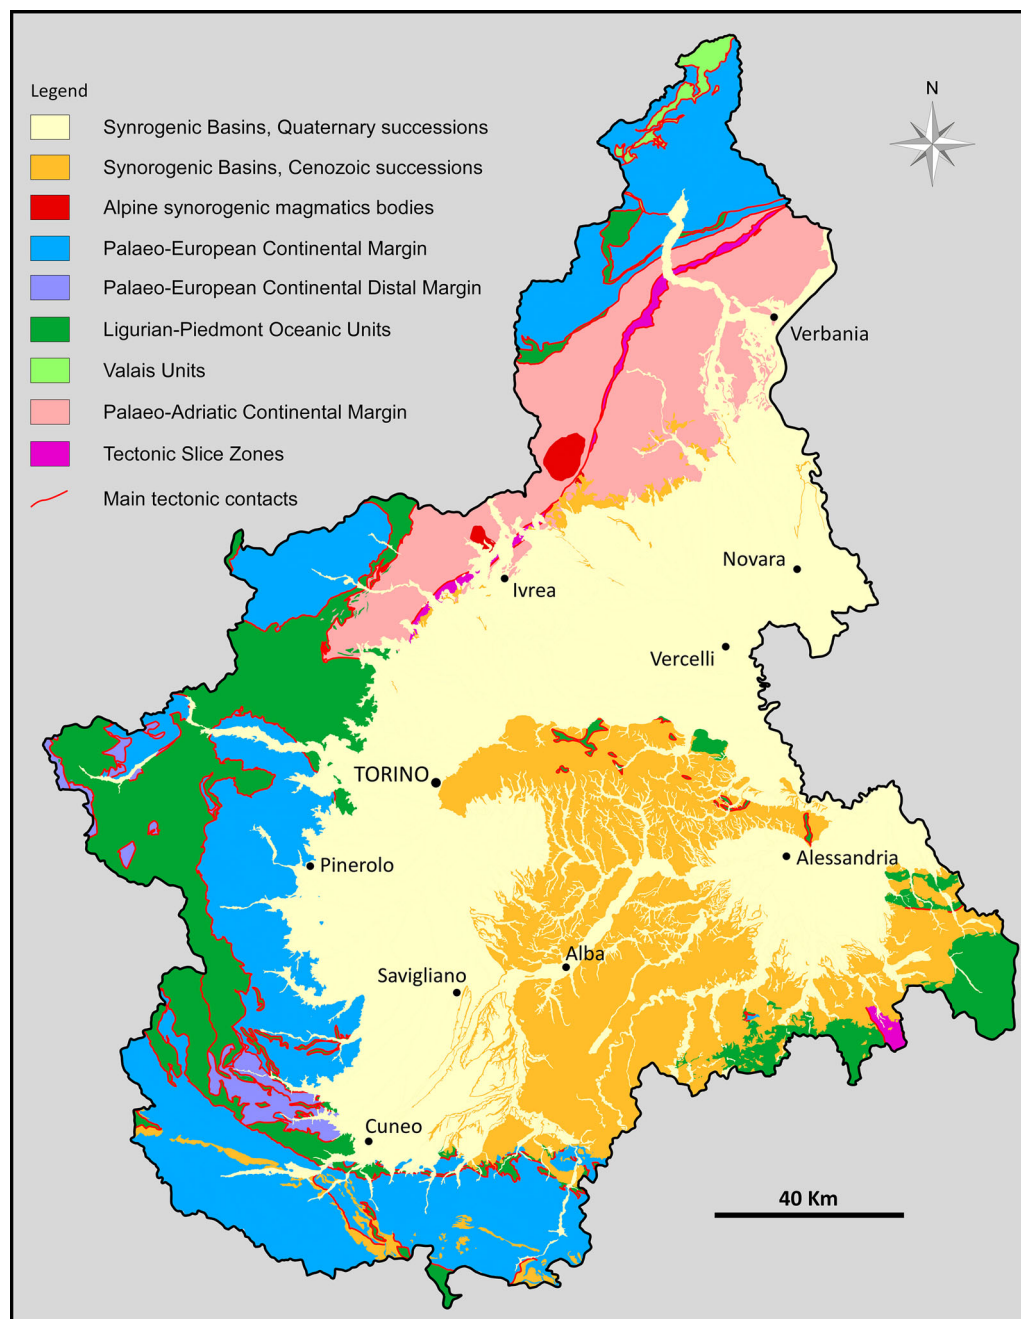 Legend
Synrogenic Basins, Quaternary successions
Synorogenic Basins, Cenozoic successions
Alpine synorogenic magmatics bodies
Palaeo-European Continental Margin
Palaeo-European Continental Distal Margin
Ligurian-Piedmont Oceanic Units
Valais Units
Palaeo-Adriatic Continental Margin
Tectonic Slice Zones
Main tectonic contacts
N
Verbania
Novara
Ivrea
Vercelli
TORINO
Pinerolo
Alessandria
Alba
Savigliano
Cuneo
40 Km